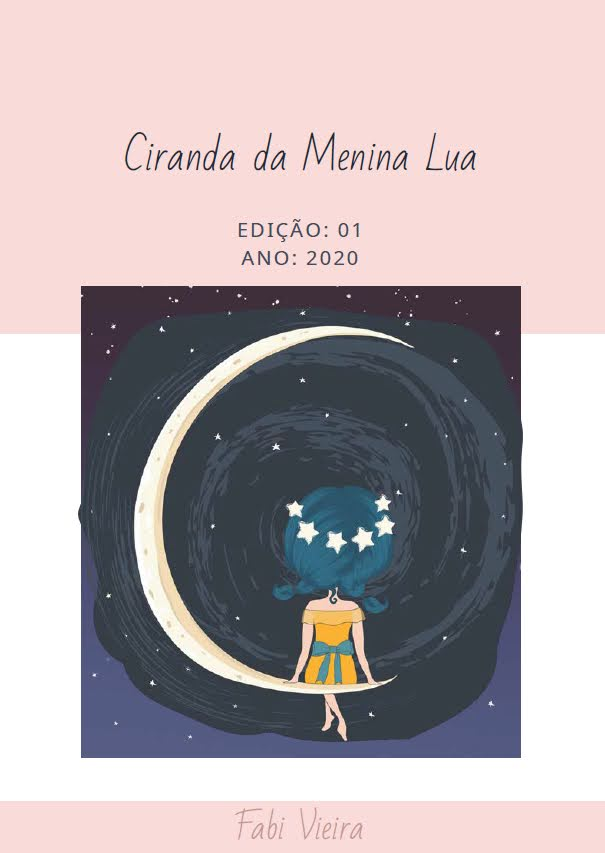 Ciranda da Menina Lua
EDIÇÃO: 01
ANO: 2020
Fabi Vieira